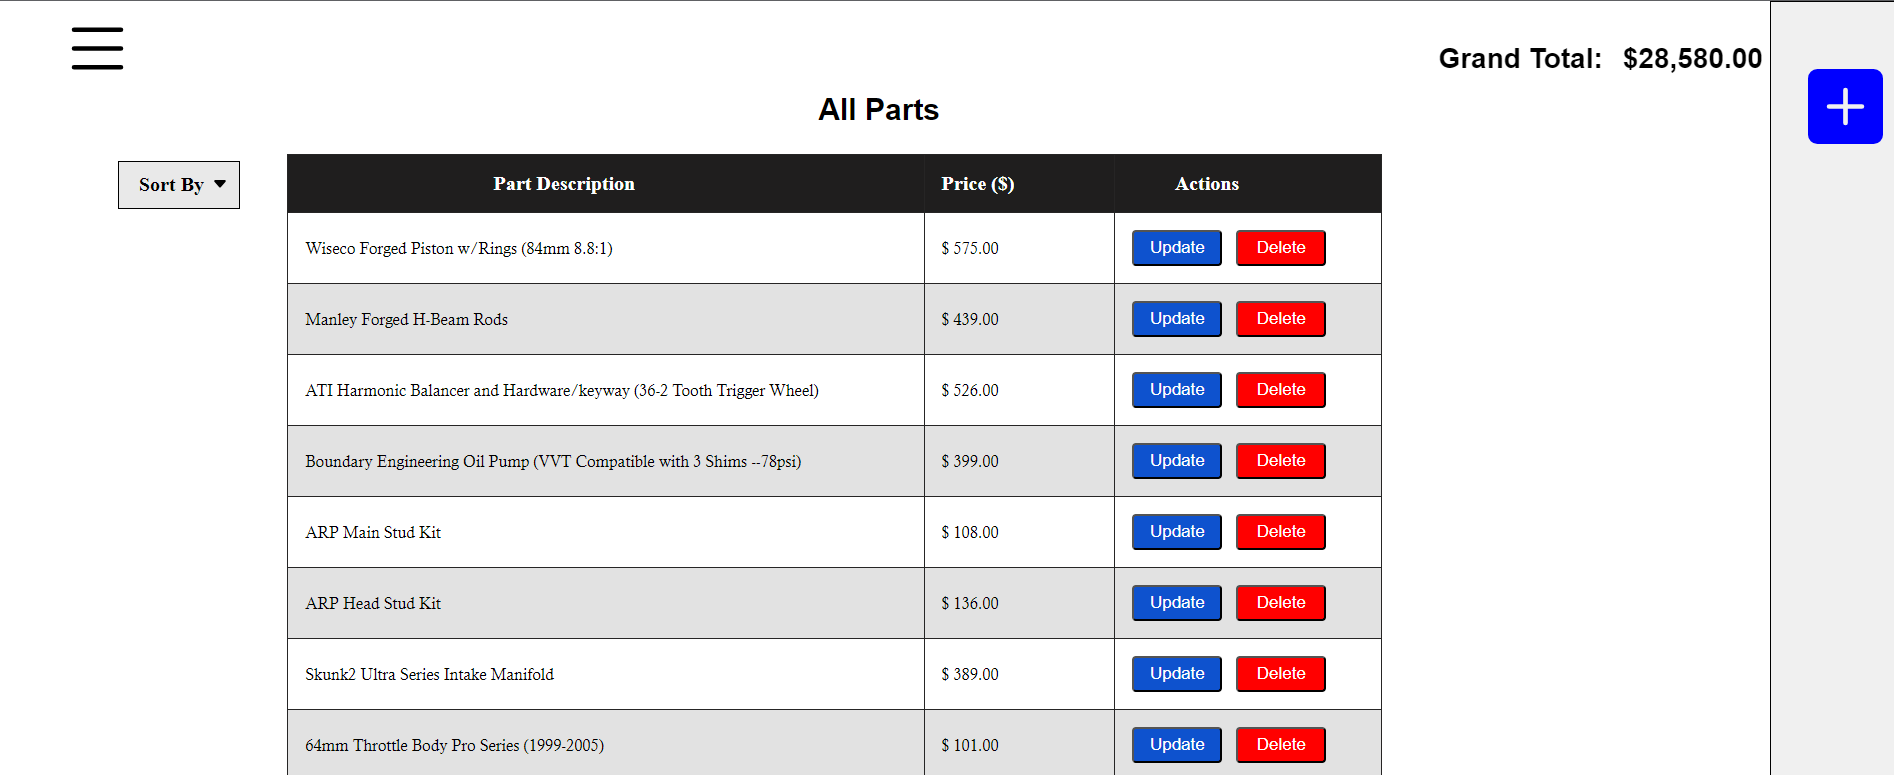 Grand Total: $28,580.00
All Parts
Sort By
Part Description Price ($) Actions
Wiseco Forged Piston w/Rings (84mm 8.8:1) $ 575.00 Update Delete
Manley Forged H-Beam Rods $ 439.00 Update Delete
ATI Harmonic Balancer and Hardware/keyway (36-2 Tooth Trigger Wheel) $ 526.00 Update Delete
Boundary Engineering Oil Pump (VVT Compatible with 3 Shims --78psi) $ 399.00 Update Delete
ARP Main Stud Kit $ 108.00 Update Delete
ARP Head Stud Kit $ 136.00 Update Delete
Skunk2 Ultra Series Intake Manifold $ 389.00 Update Delete
64mm Throttle Body Pro Series (1999-2005) $ 101.00 Update Delete